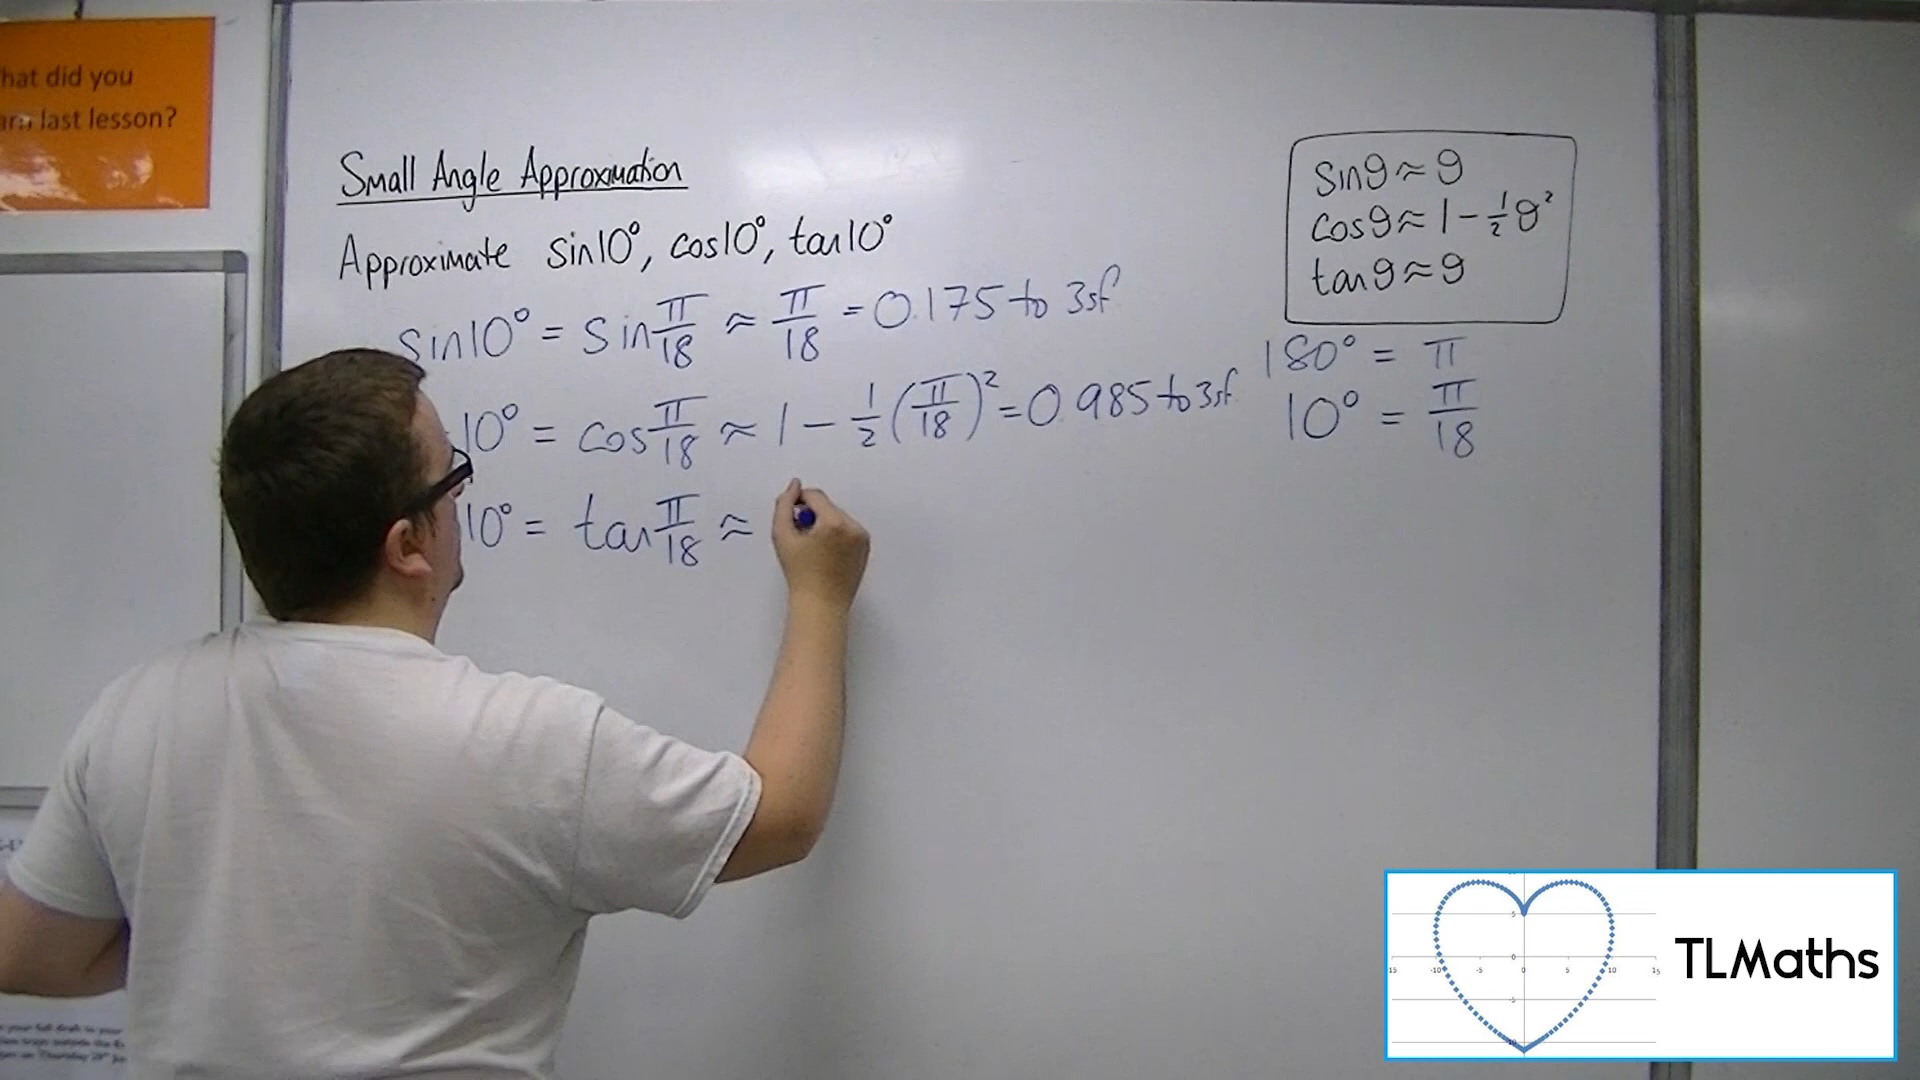 hat did you
last lesson?
Small Angle Approximation
Approximate sin10°, cos10°, tan10°
sin10° = sin π/18 ≈ π/18 = 0.175 to 3sf
10° = cos π/18 ≈ 1 - 1/2 (π/18)² = 0.985 to 3sf
10° = tan π/18 ≈
sinθ ≈ θ
cosθ ≈ 1 - 1/2 θ²
tanθ ≈ θ
180° = π
10° = π/18
TLMaths